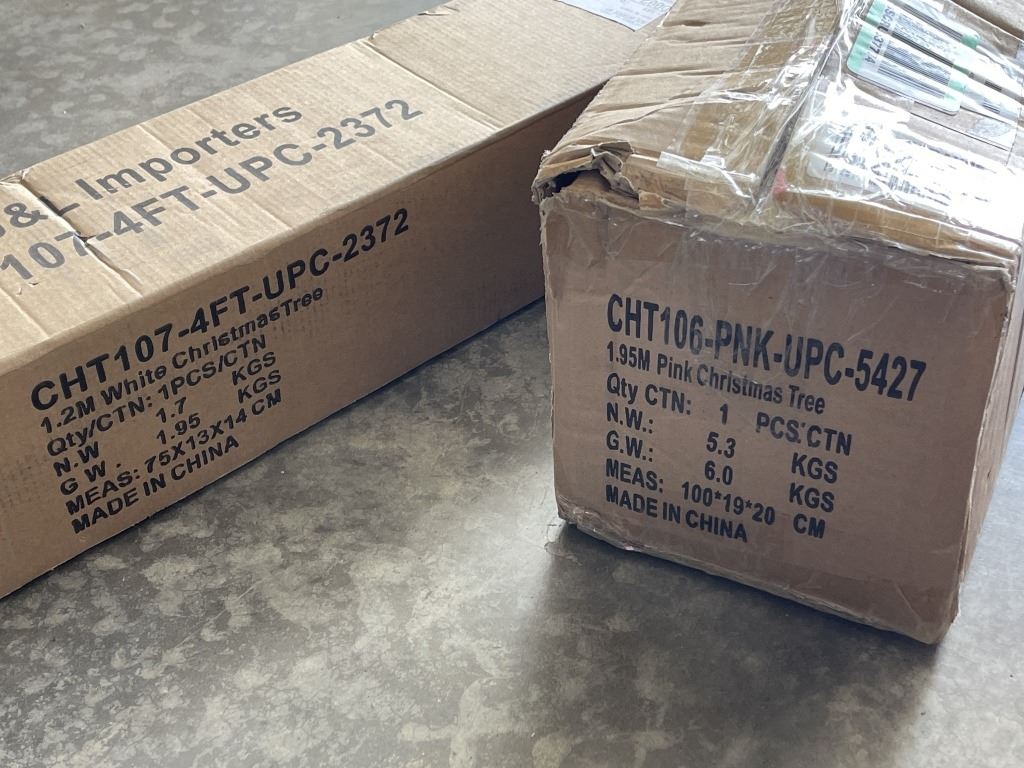 & Importers
107-4FT-UPC-2372
CHT107-4FT-UPC-2372
1.2M White Christmas Tree
Qty/CTN: 1PCS/CTN
N.W 1.7 KGS
G.W. 1.95 KGS
MEAS: 75X13X14 CM
MADE IN CHINA
CHT106-PNK-UPC-5427
1.95M Pink Christmas Tree
Qty CTN: 1 PCS/CTN
N.W.: 5.3 KGS
G.W.: 6.0 KGS
MEAS: 100*19*20 CM
MADE IN CHINA